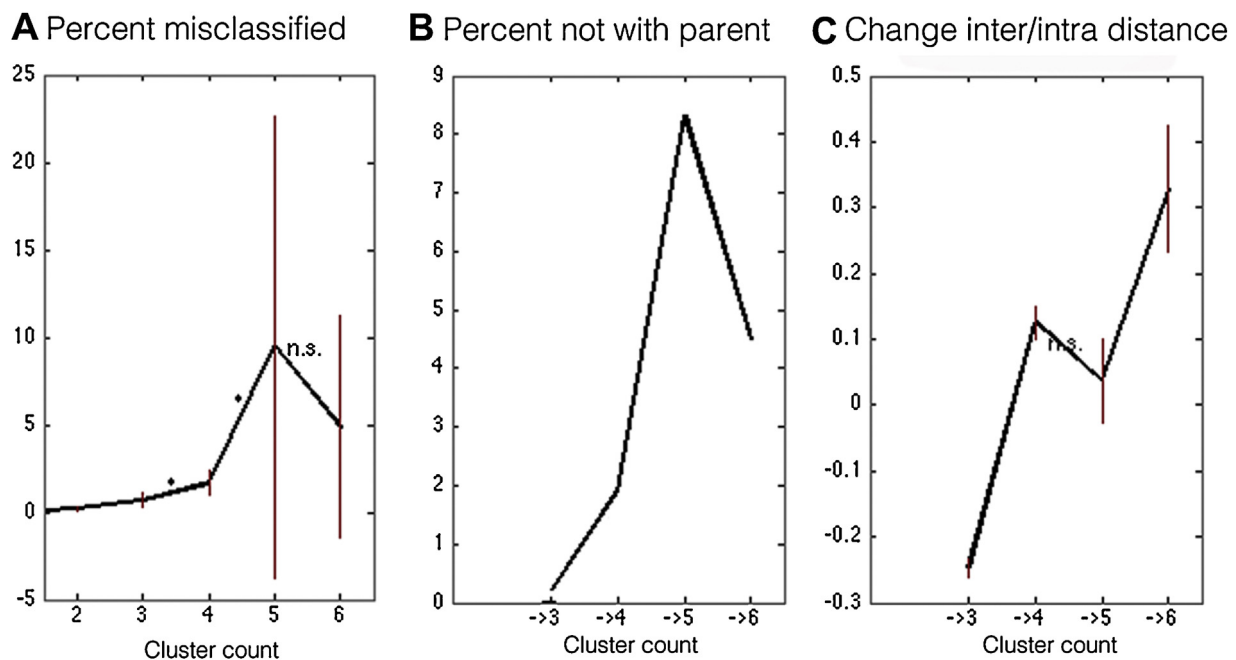 A Percent misclassified
25
20
15
10
5
0
-5
n.s.
2 3 4 5 6
Cluster count
B Percent not with parent
9
8
7
6
5
4
3
2
1
0
->3 ->4 ->5 ->6
Cluster count
C Change inter/intra distance
0.5
0.4
0.3
0.2
0.1
0
-0.1
-0.2
-0.3
n.s.
->3 ->4 ->5 ->6
Cluster count